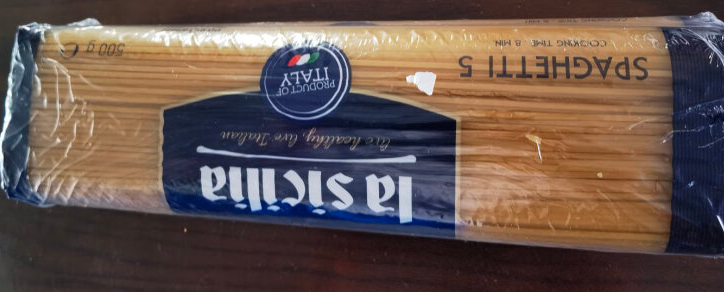 la sicilia
live healthy, live Italian
PRODUCT OF
ITALY
SPAGHETTI 5
COOKING TIME 8 MIN
500 g e